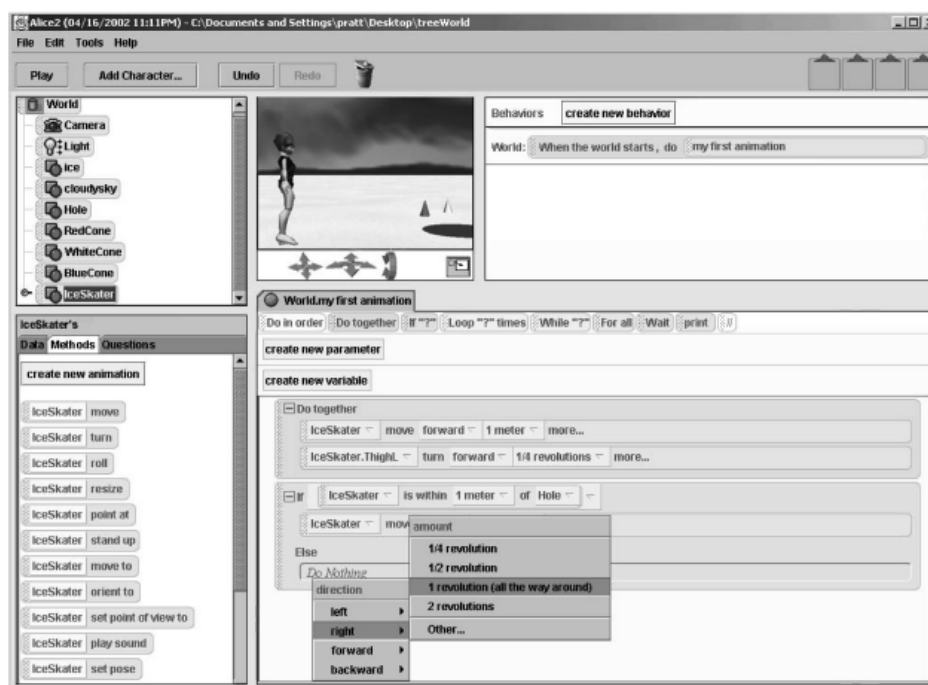 Alice2 (04/16/2002 11:11PM) - C:\Documents and Settings\pratt\Desktop\treeWorld
File Edit Tools Help
Play Add Character... Undo Redo
World
Camera
Light
Ice
cloudysky
Hole
RedCone
WhiteCone
BlueCone
IceSkater
Behaviors create new behavior
World: When the world starts, do my first animation
IceSkater's
Data Methods Questions
create new animation
IceSkater move
IceSkater turn
IceSkater roll
IceSkater resize
IceSkater point at
IceSkater stand up
IceSkater move to
IceSkater orient to
IceSkater set point of view to
IceSkater play sound
IceSkater set pose
World.my first animation
Do in order Do together If "?" Loop "?" times While "?" For all Wait print //
create new parameter
create new variable
Do together
IceSkater move forward 1 meter more...
IceSkater.ThighL turn forward 1/4 revolutions more...
If IceSkater is within 1 meter of Hole
IceSkater
Else
Do Nothing
direction
left
right
forward
backward
amount
1/4 revolution
1/2 revolution
1 revolution (all the way around)
2 revolutions
Other...